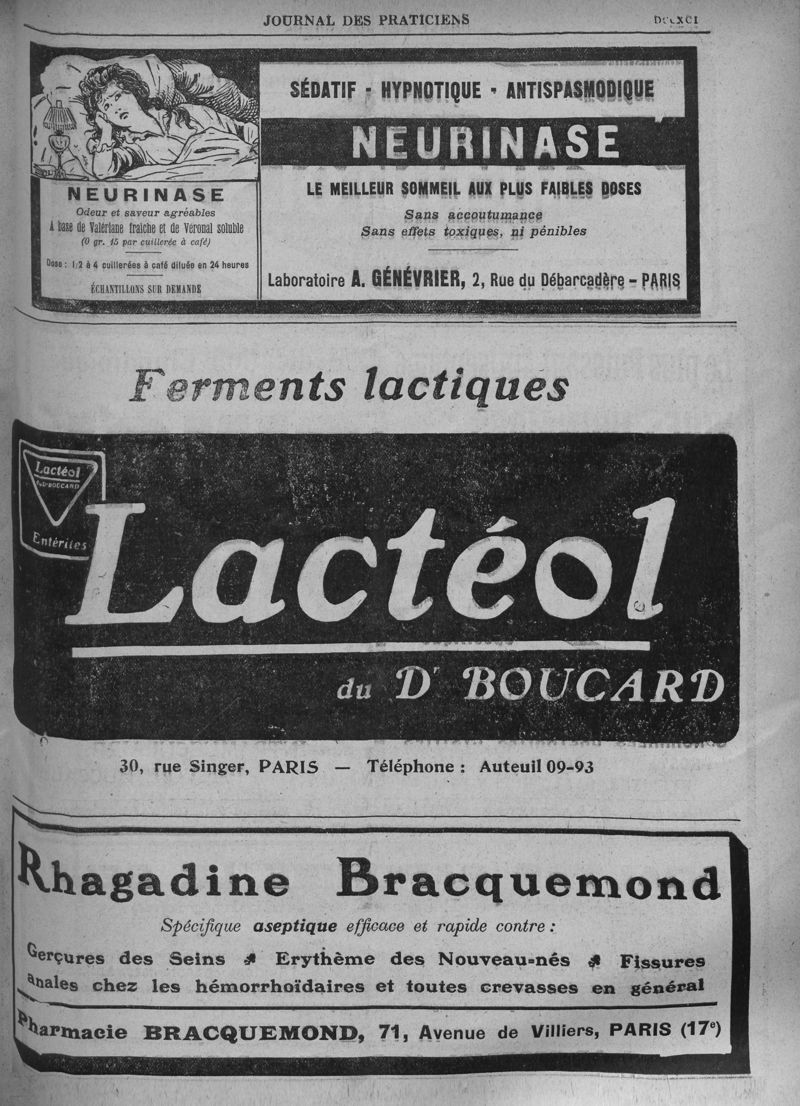 JOURNAL DES PRATICIENS
NEURINASE
Odeur et saveur agréables
A base de Valériane fraîche et de Véronal soluble
(0 gr. 15 par cuillerée à café)
Dose : 1/2 à 4 cuillerées à café diluée en 24 heures
ÉCHANTILLONS SUR DEMANDE
SÉDATIF - HYPNOTIQUE - ANTISPASMODIQUE
NEURINASE
LE MEILLEUR SOMMEIL AUX PLUS FAIBLES DOSES
Sans accoutumance
Sans effets toxiques, ni pénibles
Laboratoire A. GÉNÉVRIER, 2, Rue du Débarcadère - PARIS
Ferments lactiques
Lactéol
du Dr BOUCARD
Entérites
Lactéol
du Dr BOUCARD
30, rue Singer, PARIS — Téléphone : Auteuil 09-93
Rhagadine Bracquemond
Spécifique aseptique efficace et rapide contre :
Gerçures des Seins Erythème des Nouveau-nés Fissures
anales chez les hémorrhoïdaires et toutes crevasses en général
Pharmacie BRACQUEMOND, 71, Avenue de Villiers, PARIS (17e)